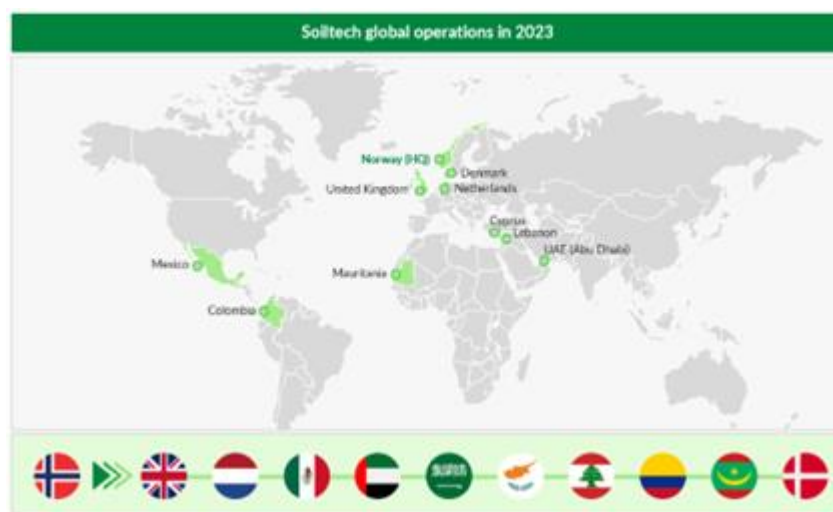 Soiltech global operations in 2023
Norway (HQ)
Denmark
United Kingdom
Netherlands
Cyprus
Lebanon
UAE (Abu Dhabi)
Mexico
Mauritania
Colombia